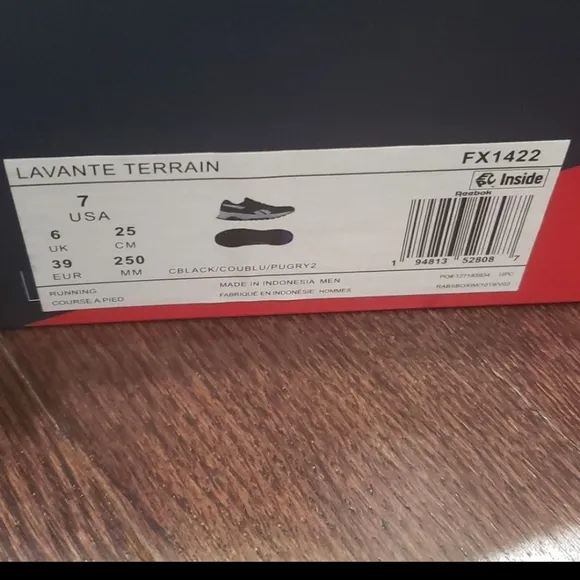 LAVANTE TERRAIN
FX1422
7
USA
6 25
UK CM
39 250
EUR MM
CBLACK/COUBLU/PUGRY2
Inside
Reebok
1 94813 52808 7
UPC
RUNNING
COURSE A PIED
MADE IN INDONESIA MEN
FABRIQUÉ EN INDONÉSIE, HOMMES